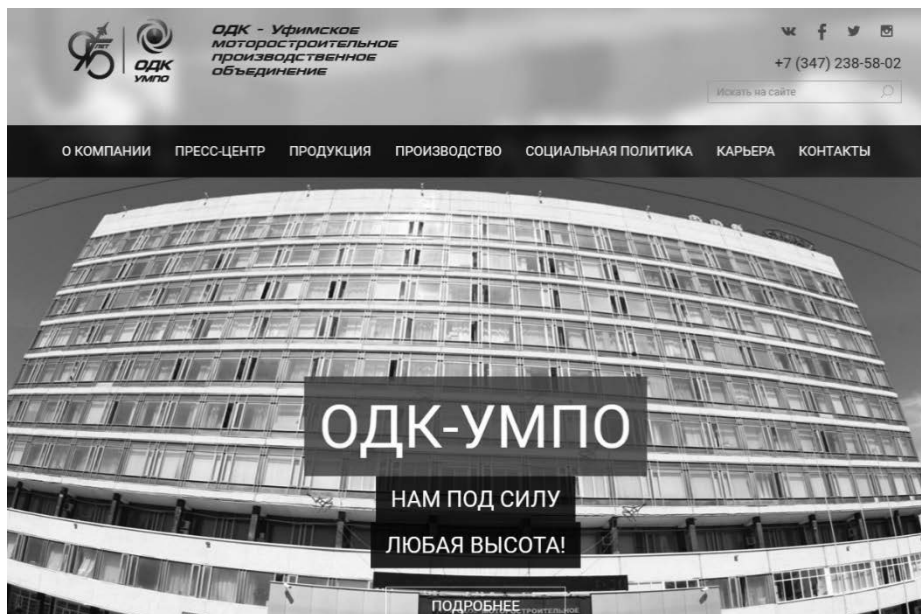 95 ЛЕТ
ОДК
УМПО
ОДК - Уфимское
моторостроительное
производственное
объединение
+7 (347) 238-58-02
Искать на сайте
О КОМПАНИИ ПРЕСС-ЦЕНТР ПРОДУКЦИЯ ПРОИЗВОДСТВО СОЦИАЛЬНАЯ ПОЛИТИКА КАРЬЕРА КОНТАКТЫ
ОДК-УМПО
НАМ ПОД СИЛУ
ЛЮБАЯ ВЫСОТА!
ПОДРОБНЕЕ